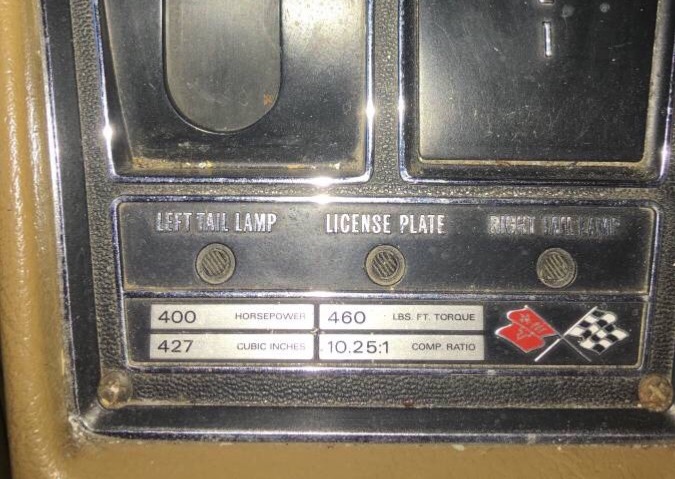 LEFT TAIL LAMP LICENSE PLATE RIGHT TAIL LAMP
400 HORSEPOWER 460 LBS. FT. TORQUE
427 CUBIC INCHES 10.25:1 COMP. RATIO